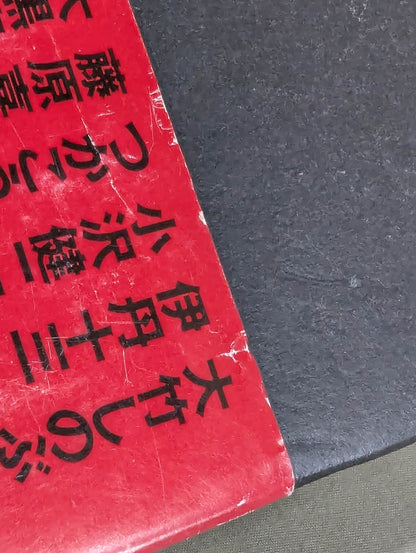 大竹しのぶ
伊丹十三
小沢健二
つかこう
藤原